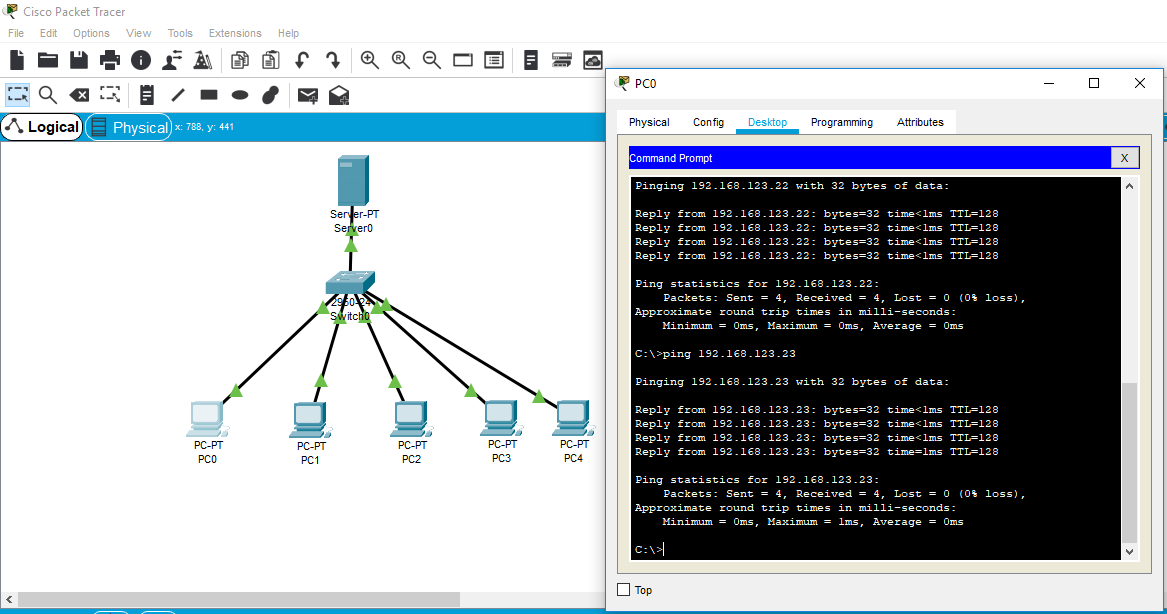 Cisco Packet Tracer
File Edit Options View Tools Extensions Help
Logical
Physical
x: 788, y: 441
Server-PT
Server0
2960-24
Switch0
PC-PT
PC0
PC-PT
PC1
PC-PT
PC2
PC-PT
PC3
PC-PT
PC4
PC0
Physical Config Desktop Programming Attributes
Command Prompt
X
Pinging 192.168.123.22 with 32 bytes of data:
Reply from 192.168.123.22: bytes=32 time<1ms TTL=128
Reply from 192.168.123.22: bytes=32 time<1ms TTL=128
Reply from 192.168.123.22: bytes=32 time<1ms TTL=128
Reply from 192.168.123.22: bytes=32 time<1ms TTL=128
Ping statistics for 192.168.123.22:
Packets: Sent = 4, Received = 4, Lost = 0 (0% loss),
Approximate round trip times in milli-seconds:
Minimum = 0ms, Maximum = 0ms, Average = 0ms
C:\>ping 192.168.123.23
Pinging 192.168.123.23 with 32 bytes of data:
Reply from 192.168.123.23: bytes=32 time<1ms TTL=128
Reply from 192.168.123.23: bytes=32 time<1ms TTL=128
Reply from 192.168.123.23: bytes=32 time<1ms TTL=128
Reply from 192.168.123.23: bytes=32 time=1ms TTL=128
Ping statistics for 192.168.123.23:
Packets: Sent = 4, Received = 4, Lost = 0 (0% loss),
Approximate round trip times in milli-seconds:
Minimum = 0ms, Maximum = 1ms, Average = 0ms
C:\>
Top